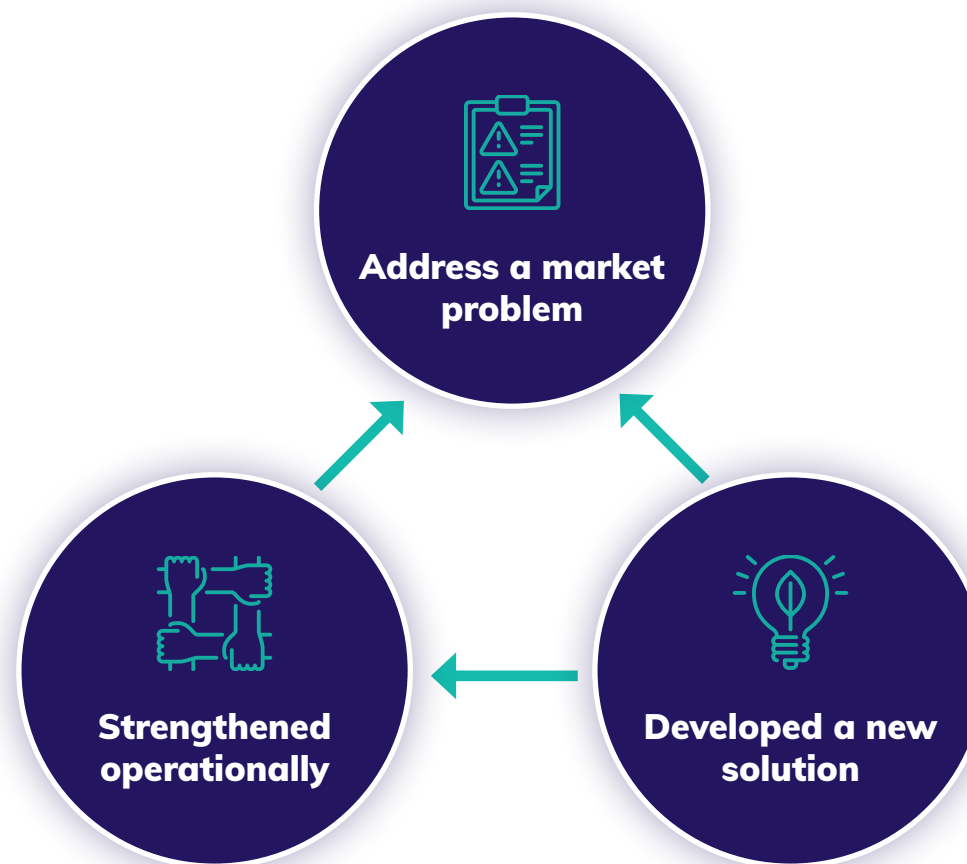 Address a market
problem
Strengthened
operationally
Developed a new
solution